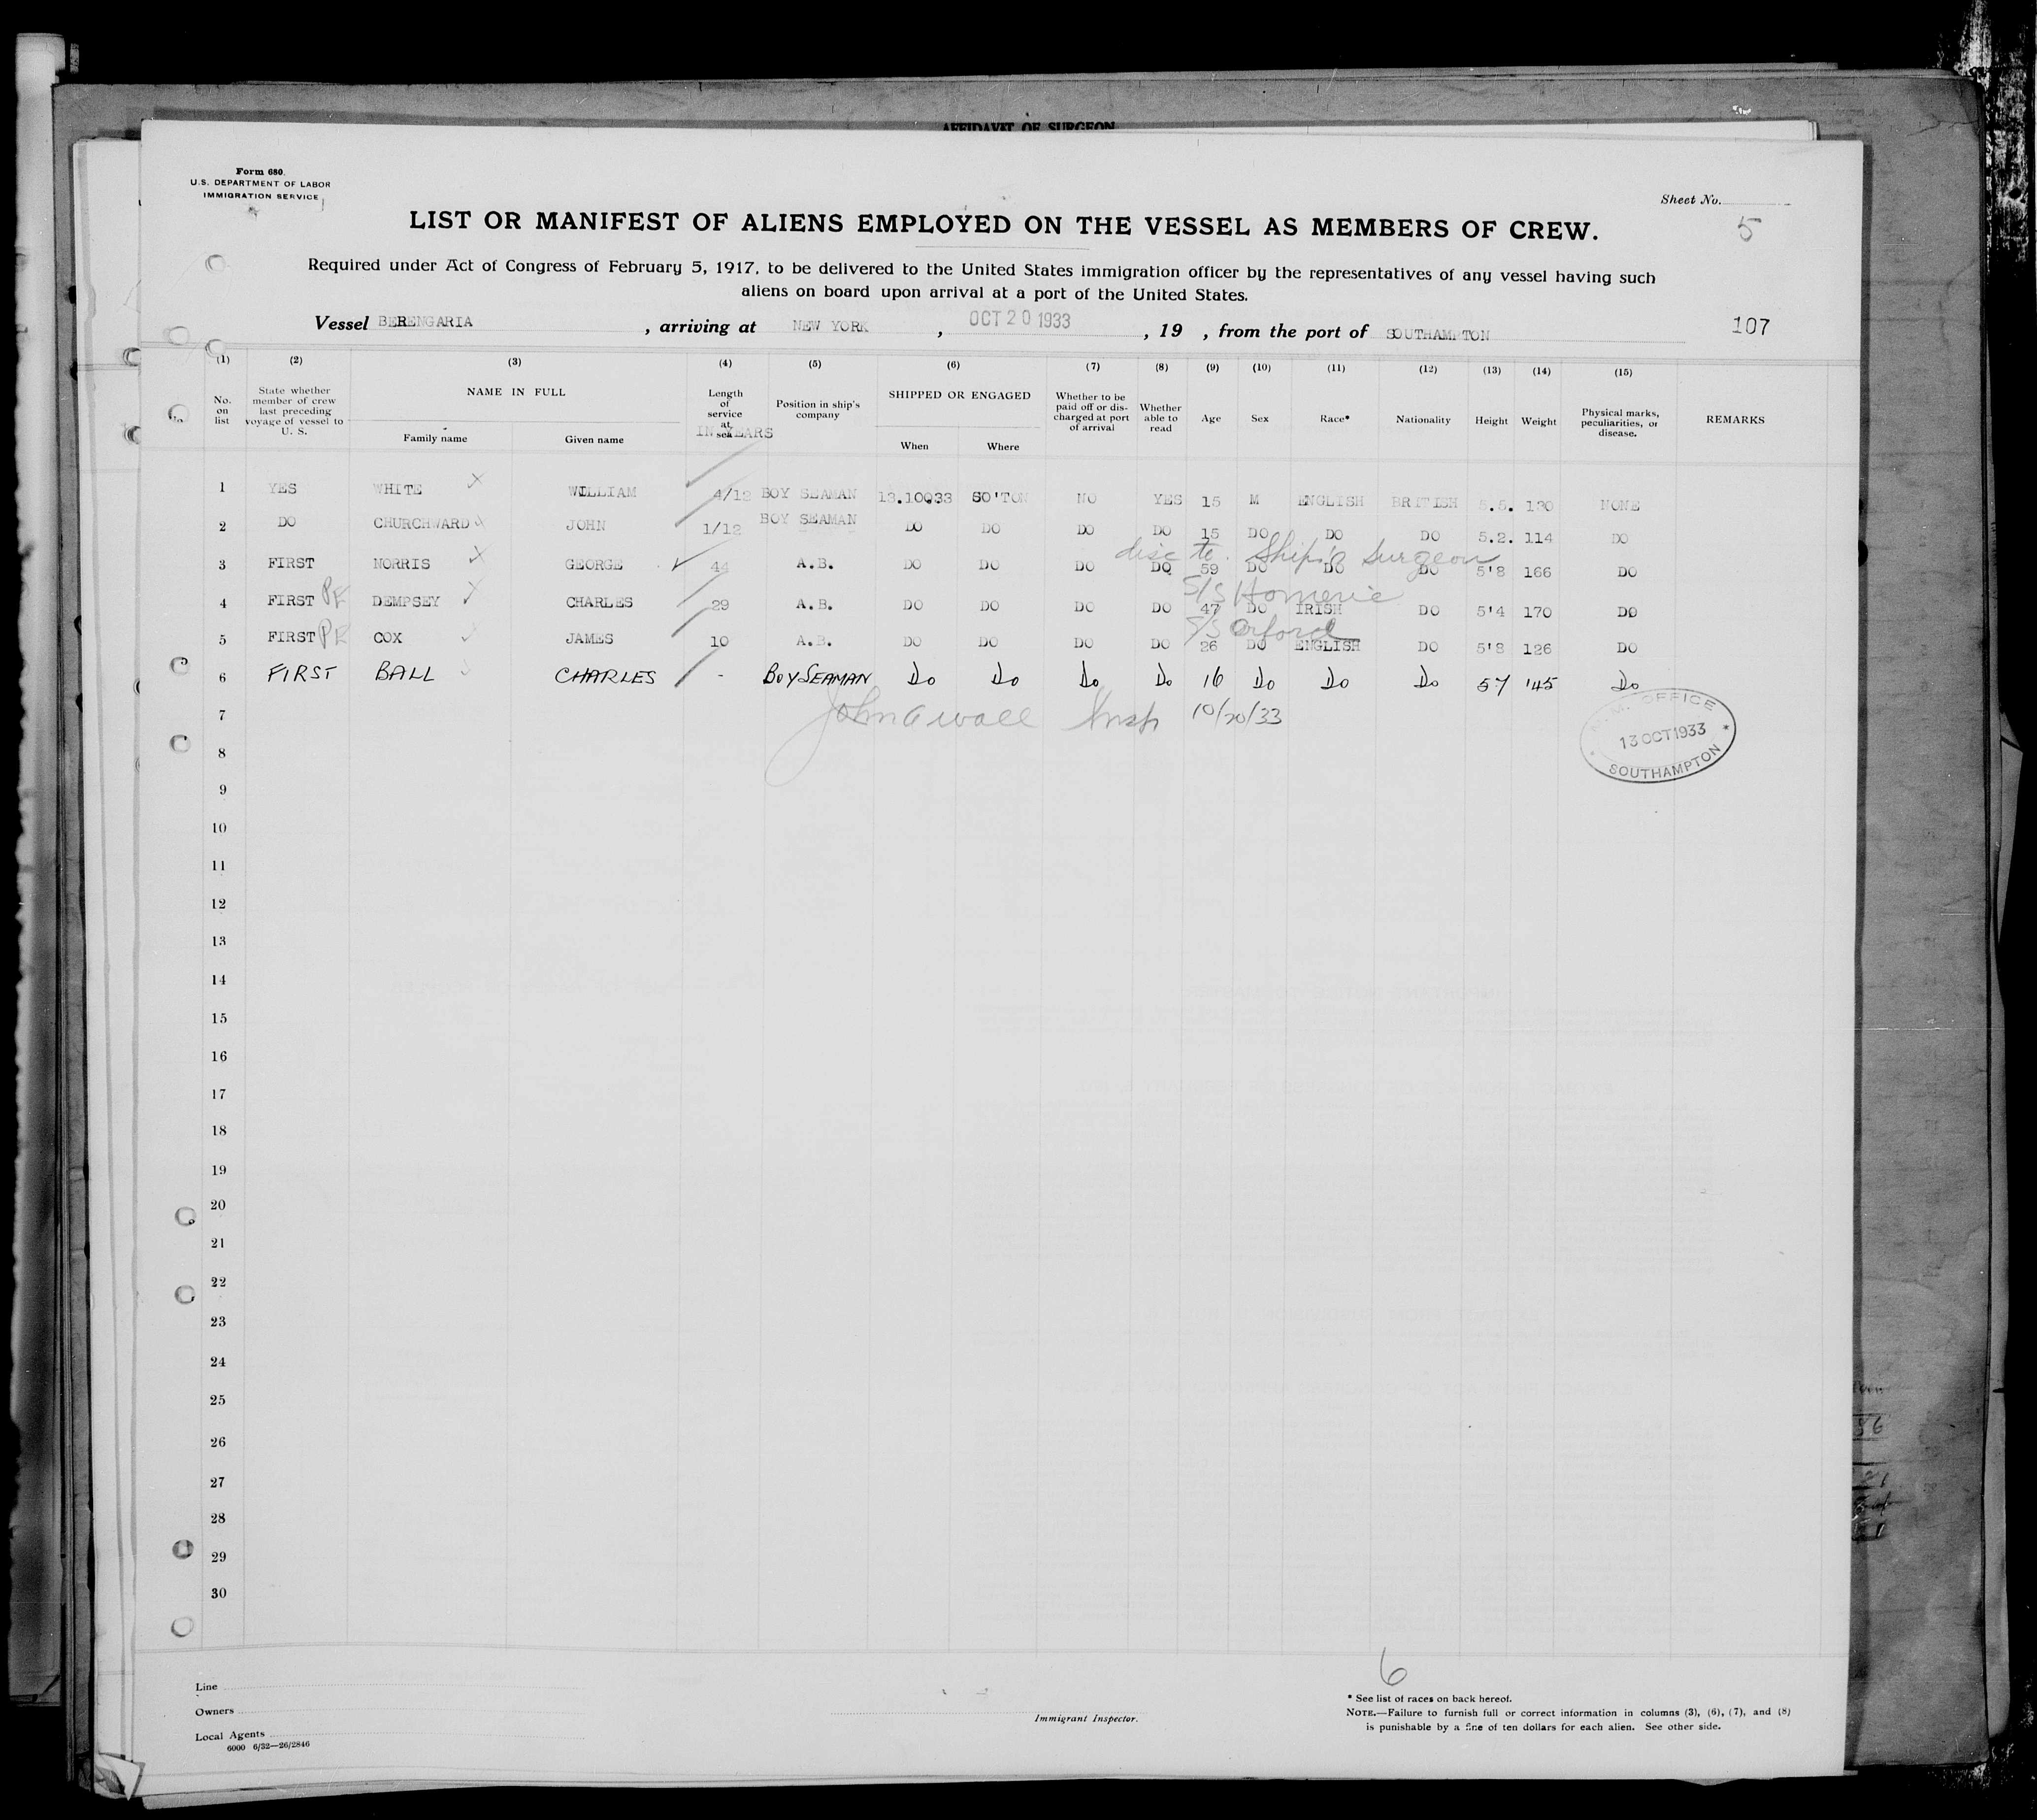 AFFIDAVIT OF SURGEON
Form 680.
U.S. DEPARTMENT OF LABOR
IMMIGRATION SERVICE
Sheet No.
5
LIST OR MANIFEST OF ALIENS EMPLOYED ON THE VESSEL AS MEMBERS OF CREW.
Required under Act of Congress of February 5, 1917, to be delivered to the United States immigration officer by the representatives of any vessel having such
aliens on board upon arrival at a port of the United States.
Vessel BERENGARIA , arriving at NEW YORK , OCT 20 1933 , 19 , from the port of SOUTHAMPTON 107
(1) (2) (3) (4) (5) (6) (7) (8) (9) (10) (11) (12) (13) (14) (15)
No. on list
State whether member of crew last preceding voyage of vessel to U. S.
NAME IN FULL
Family name Given name
Length of service at sea
IN YEARS
Position in ship's company
SHIPPED OR ENGAGED
When Where
Whether to be paid off or discharged at port of arrival
Whether able to read
Age
Sex
Race*
Nationality
Height
Weight
Physical marks, peculiarities, or disease.
REMARKS
1 YES WHITE WILLIAM 4/12 BOY SEAMAN 13.10.33 SO'TON NO YES 15 M ENGLISH BRITISH 5.5. 130 NONE
2 DO CHURCHWARD JOHN 1/12 BOY SEAMAN DO DO DO DO 15 DO DO DO 5.2. 114 DO
disc to. Ship's Surgeon
3 FIRST NORRIS GEORGE 44 A.B. DO DO DO DO 59 DO DO DO 5'8 166 DO
S/S Homeric
4 FIRST PE DEMPSEY CHARLES 29 A.B. DO DO DO DO 47 DO IRISH DO 5'4 170 DO
S/S Orford
5 FIRST PE COX JAMES 10 A.B. DO DO DO DO 26 DO ENGLISH DO 5'8 126 DO
6 FIRST BALL CHARLES - BOY SEAMAN Do Do Do Do 16 Do Do Do 57 145 Do
7 John A Wall Insp 10/20/33
OFFICE
13 OCT 1933
SOUTHAMPTON
8
9
10
11
12
13
14
15
16
17
18
19
20
21
22
23
24
25
26
27
28
29
30
6
Line
Owners
Local Agents
6000 6/32—26/2846
Immigrant Inspector.
* See list of races on back hereof.
NOTE.—Failure to furnish full or correct information in columns (3), (6), (7), and (8)
is punishable by a fine of ten dollars for each alien. See other side.